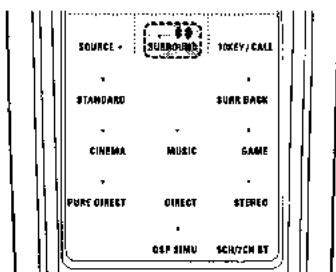 SOURCE SURROUND 10KEY/CALL
STANDARD SURR BACK
CINEMA MUSIC GAME
PURE DIRECT DIRECT STEREO
DSP SIMU 5CH/7CH ST